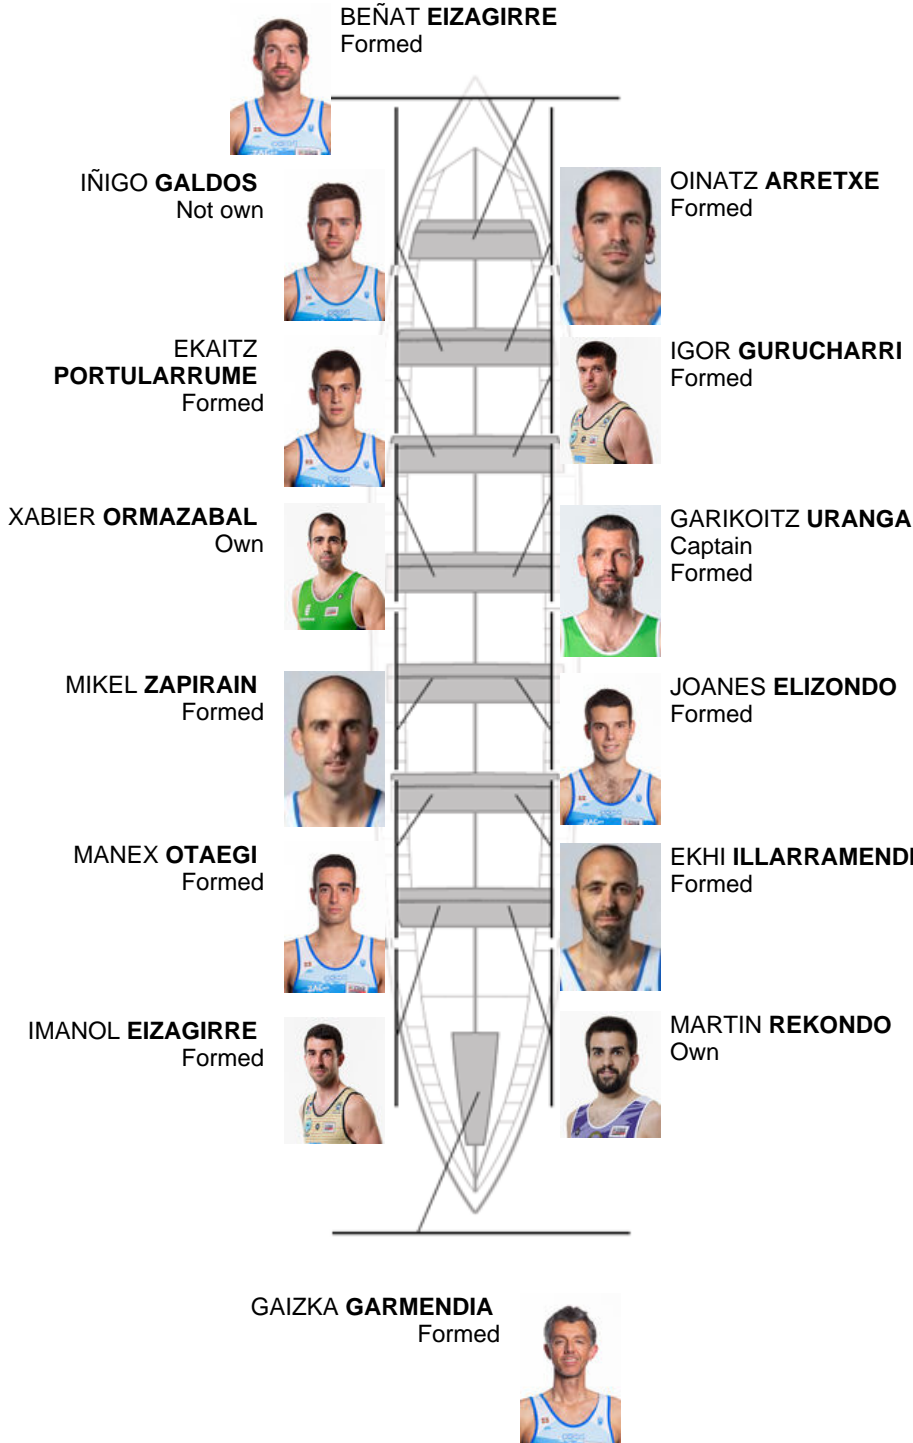 BEÑAT EIZAGIRRE
Formed
IÑIGO GALDOS
Not own
OINATZ ARRETXE
Formed
EKAITZ
PORTULARRUME
Formed
IGOR GURUCHARRI
Formed
XABIER ORMAZABAL
Own
GARIKOITZ URANGA
Captain
Formed
MIKEL ZAPIRAIN
Formed
JOANES ELIZONDO
Formed
MANEX OTAEGI
Formed
EKHI ILLARRAMENDI
Formed
IMANOL EIZAGIRRE
Formed
MARTIN REKONDO
Own
GAIZKA GARMENDIA
Formed